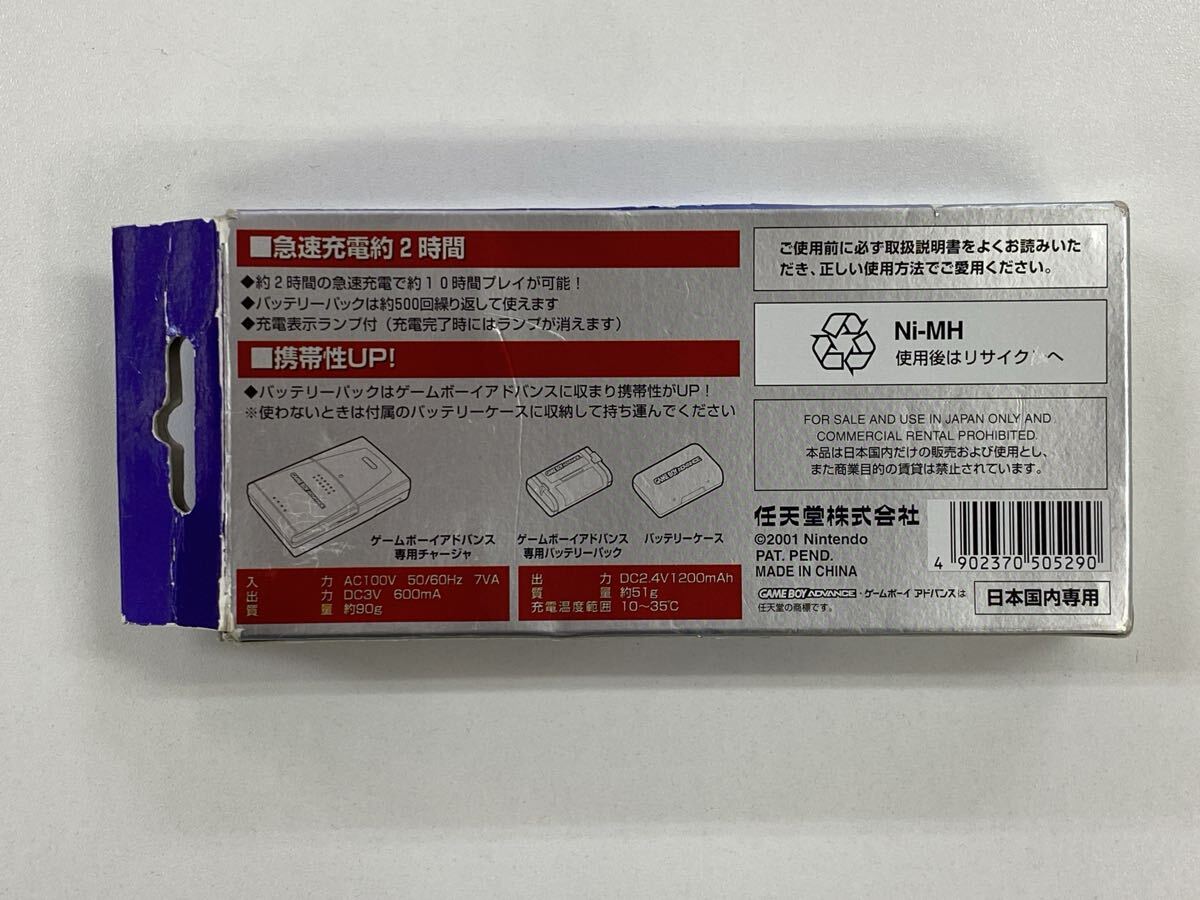 ■急速充電約2時間
◆約2時間の急速充電で約10時間プレイが可能！
◆バッテリーパックは約500回繰り返して使えます
◆充電表示ランプ付（充電完了時にはランプが消えます）
■携帯性UP!
◆バッテリーパックはゲームボーイアドバンスに収まり携帯性がUP！
※使わないときは付属のバッテリーケースに収納して持ち運んでください
GAME BOY ADVANCE
GAME BOY ADVANCE
GAME BOY ADVANCE
ゲームボーイアドバンス
専用チャージャ
ゲームボーイアドバンス
専用バッテリーパック
バッテリーケース
入力 AC100V 50/60Hz 7VA
出力 DC3V 600mA
質量 約90g
出力 DC2.4V1200mAh
質量 約51g
充電温度範囲 10～35℃
ご使用前に必ず取扱説明書をよくお読みいた
だき、正しい使用方法でご愛用ください。
Ni-MH
使用後はリサイク へ
FOR SALE AND USE IN JAPAN ONLY AND
COMMERCIAL RENTAL PROHIBITED.
本品は日本国内だけの販売および使用とし、
また商業目的の賃貸は禁止されています。
任天堂株式会社
©2001 Nintendo
PAT. PEND.
MADE IN CHINA
4 902370 505290
GAME BOY ADVANCE・ゲームボーイ アドバンスは
任天堂の商標です。
日本国内専用